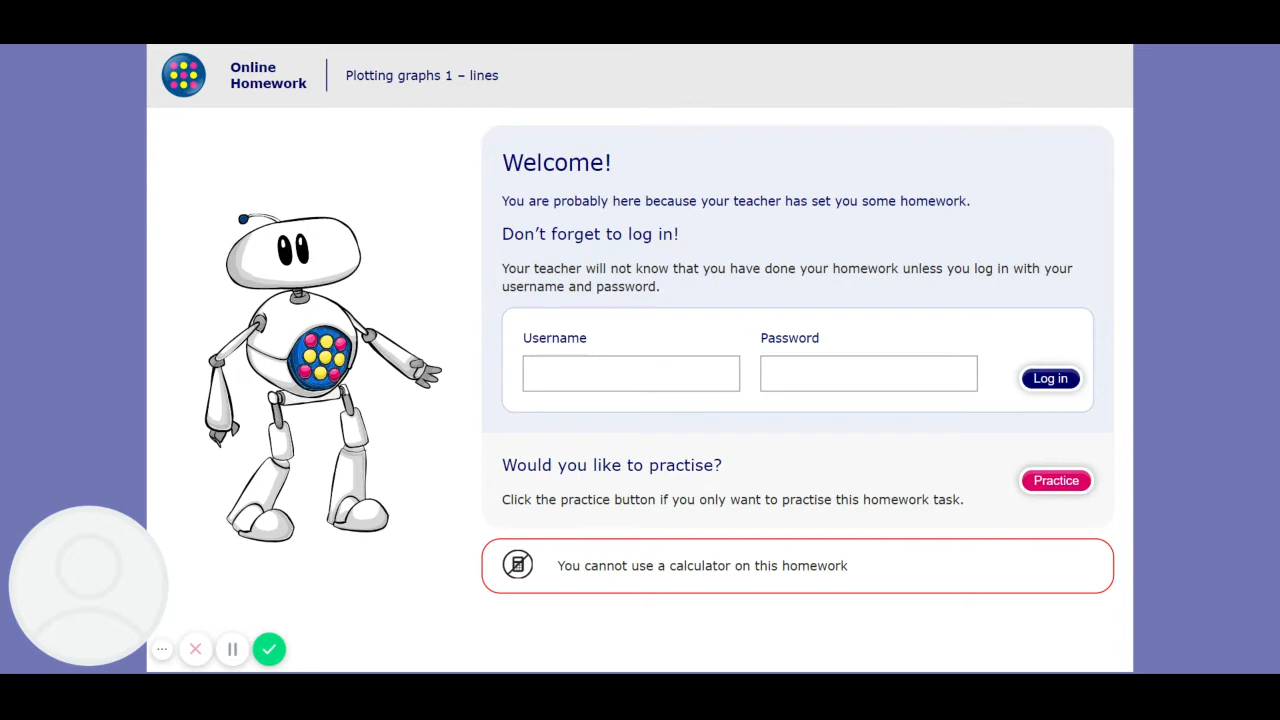 Online
Homework
Plotting graphs 1 – lines
Welcome!
You are probably here because your teacher has set you some homework.
Don’t forget to log in!
Your teacher will not know that you have done your homework unless you log in with your
username and password.
Username
Password
Log in
Would you like to practise?
Practice
Click the practice button if you only want to practise this homework task.
You cannot use a calculator on this homework